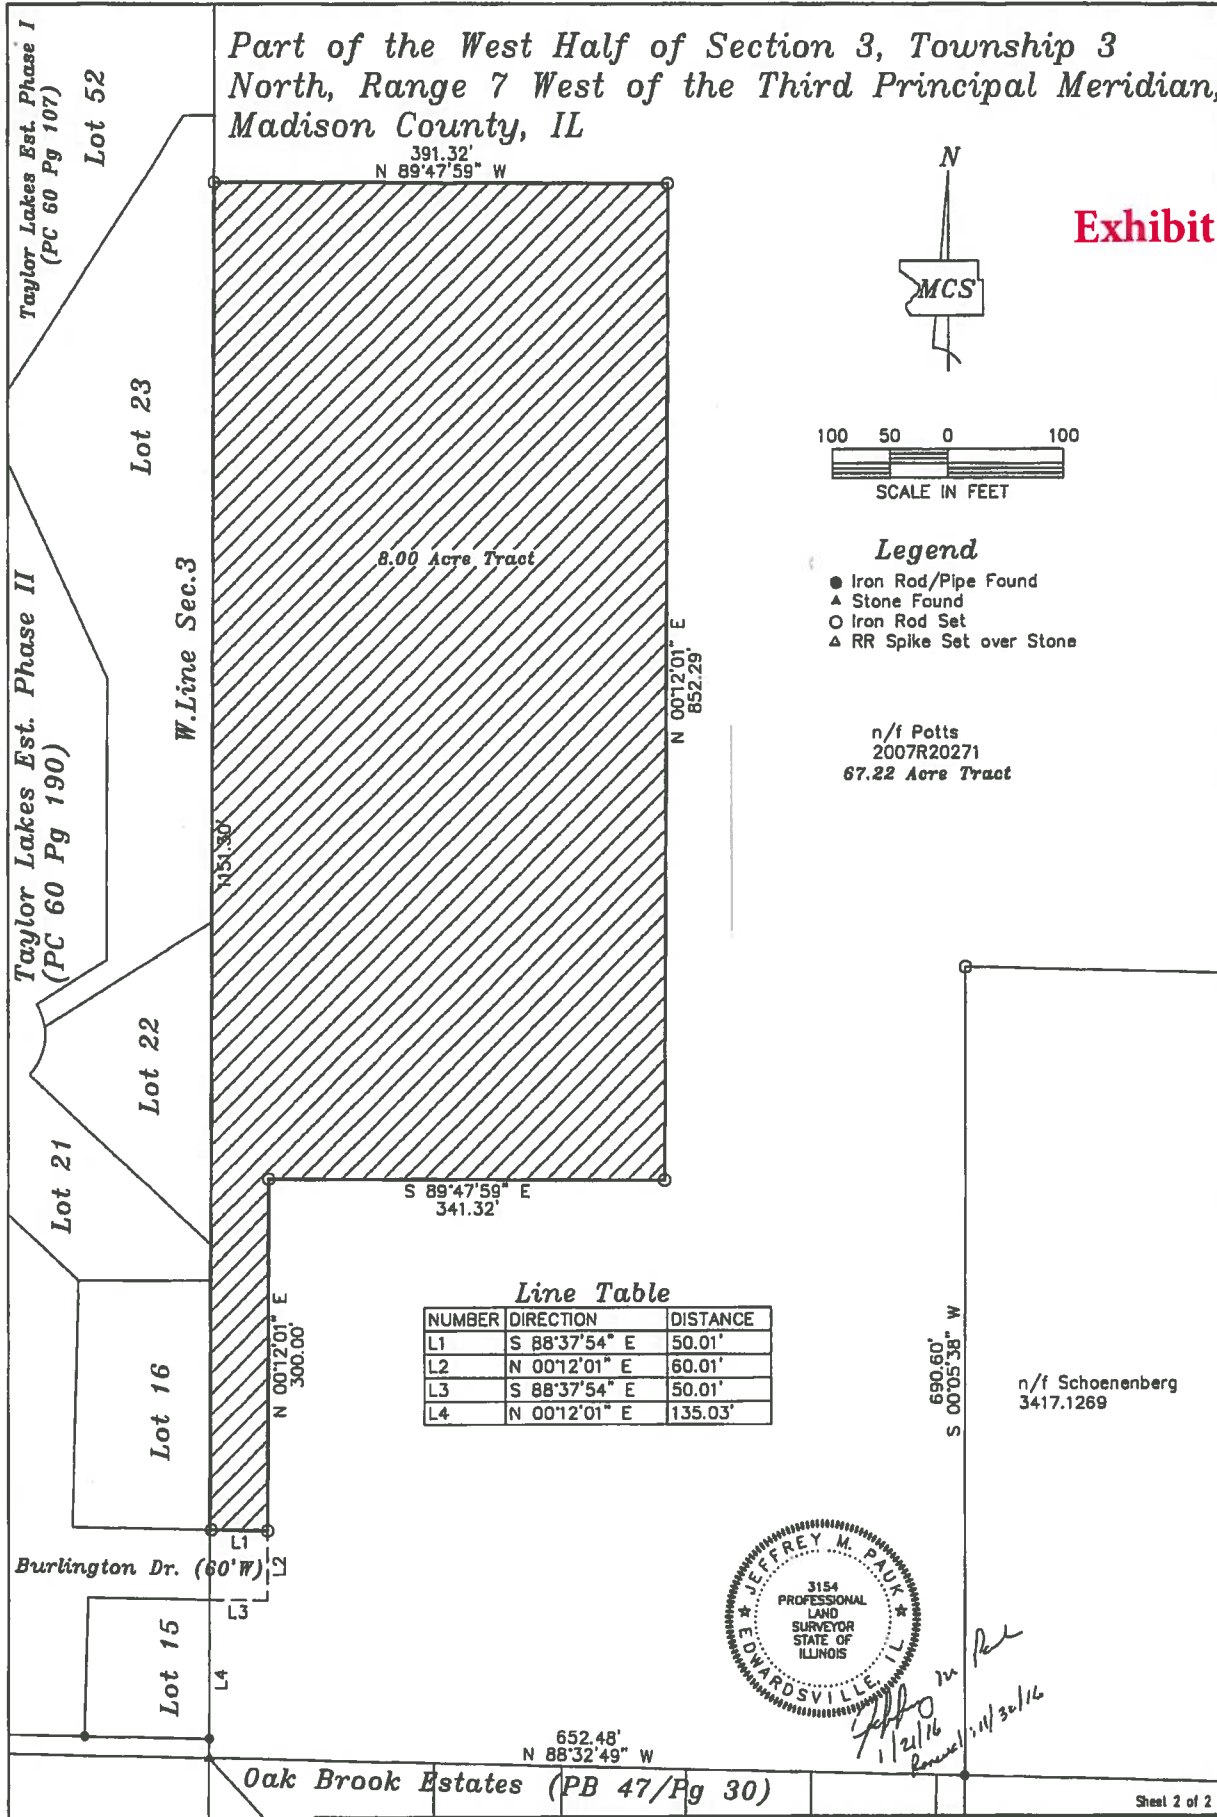 Part of the West Half of Section 3, Township 3
North, Range 7 West of the Third Principal Meridian,
Madison County, IL
391.32'
N 89°47'59" W
Taylor Lakes Est. Phase I
(PC 60 Pg 107)
Lot 52
N
Exhibit
MCS
Lot 23
100 50 0 100
SCALE IN FEET
8.00 Acre Tract
Legend
Iron Rod/Pipe Found
Stone Found
Iron Rod Set
RR Spike Set over Stone
W.Line Sec.3
Taylor Lakes Est. Phase II
(PC 60 Pg 190)
N 00°12'01" E
852.29'
n/f Potts
2007R20271
67.22 Acre Tract
1151.30'
Lot 22
Lot 21
S 89°47'59" E
341.32'
Line Table
NUMBER DIRECTION DISTANCE
L1 S 88°37'54" E 50.01'
L2 N 00°12'01" E 60.01'
L3 S 88°37'54" E 50.01'
L4 N 00°12'01" E 135.03'
N 00°12'01" E
300.00'
Lot 16
690.60'
S 00°05'38" W
n/f Schoenenberg
3417.1269
L1
Burlington Dr. (60'W)
L2
L3
Lot 15
L4
JEFFREY M. PAUK
3154
PROFESSIONAL
LAND
SURVEYOR
STATE OF
ILLINOIS
EDWARDSVILLE, IL
Jeffrey M Pauk
1/21/16
Renewal: 11/30/16
652.48'
N 88°32'49" W
Oak Brook Estates (PB 47/Pg 30)
Sheet 2 of 2